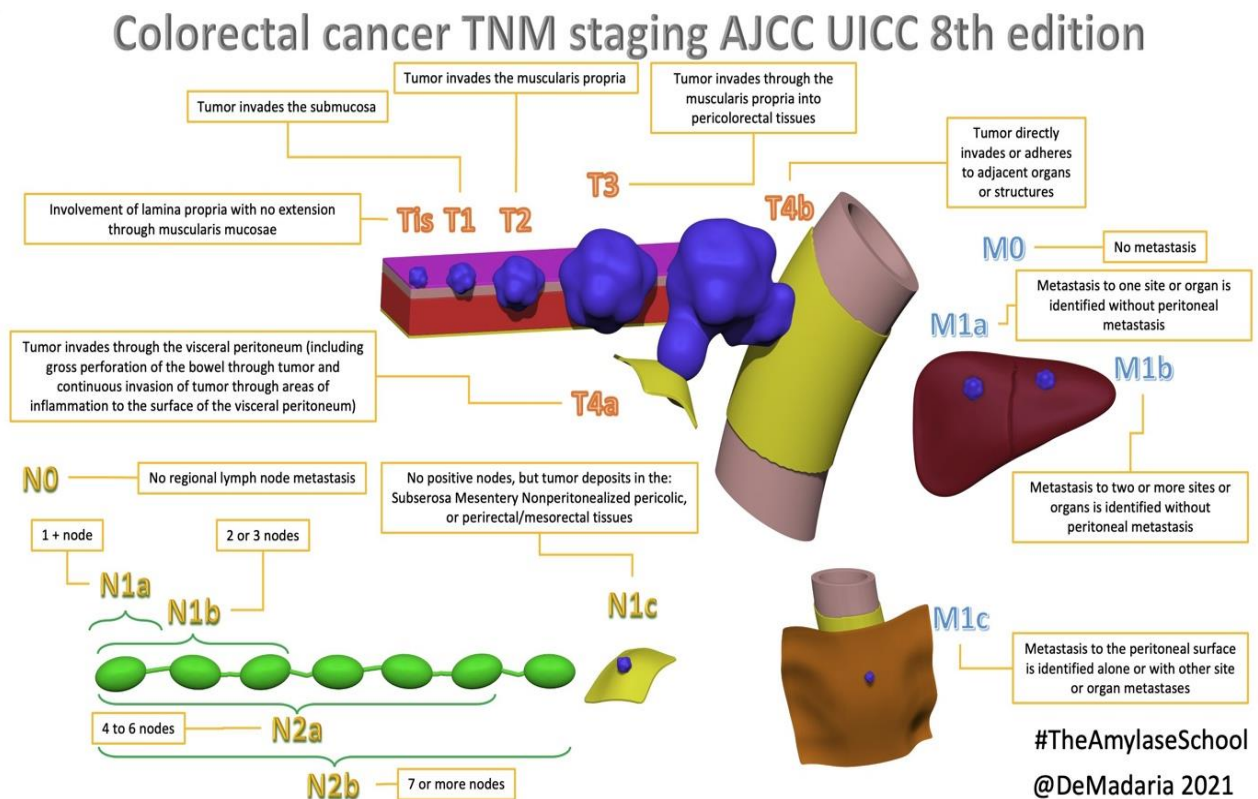 Colorectal cancer TNM staging AJCC UICC 8th edition
Tumor invades the muscularis propria
Tumor invades through the
muscularis propria into
pericolorectal tissues
Tumor invades the submucosa
Tumor directly
invades or adheres
to adjacent organs
or structures
T3
T4b
Involvement of lamina propria with no extension
through muscularis mucosae
Tis
T1
T2
M0
No metastasis
Metastasis to one site or organ is
identified without peritoneal
metastasis
M1a
Tumor invades through the visceral peritoneum (including
gross perforation of the bowel through tumor and
continuous invasion of tumor through areas of
inflammation to the surface of the visceral peritoneum)
T4a
M1b
Metastasis to two or more sites or
organs is identified without
peritoneal metastasis
N0
No regional lymph node metastasis
No positive nodes, but tumor deposits in the:
Subserosa Mesentery Nonperitonealized pericolic,
or perirectal/mesorectal tissues
1 + node
2 or 3 nodes
N1a
N1b
N1c
M1c
Metastasis to the peritoneal surface
is identified alone or with other site
or organ metastases
4 to 6 nodes
N2a
N2b
7 or more nodes
#TheAmylaseSchool
@DeMadaria 2021